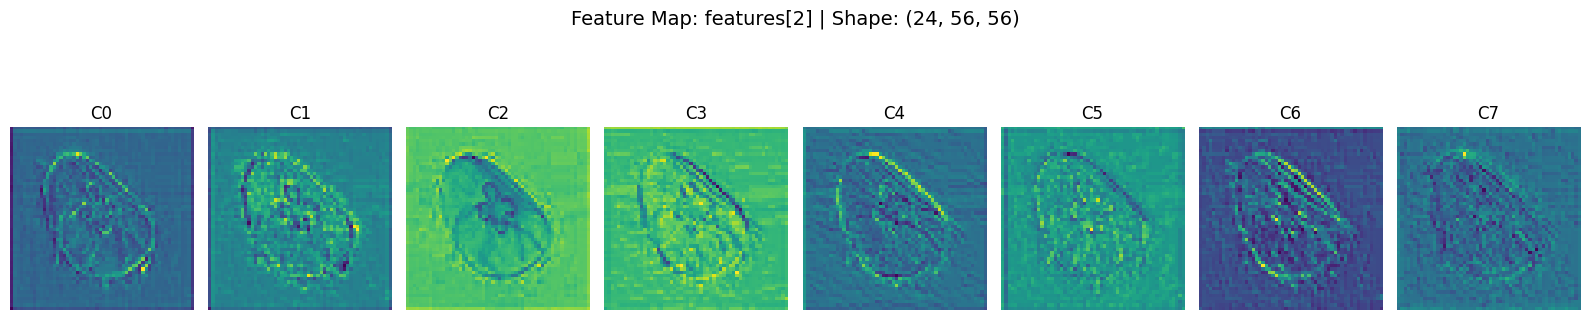 Feature Map: features[2] | Shape: (24, 56, 56)
C0 C1 C2 C3 C4 C5 C6 C7